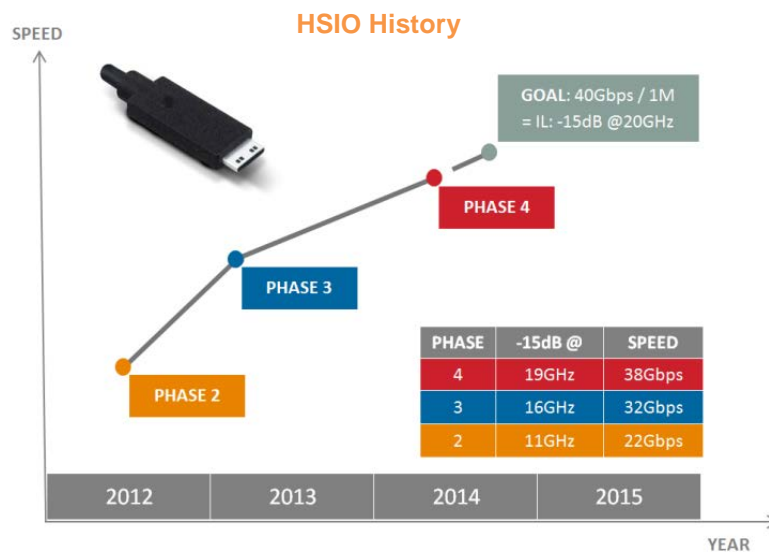 HSIO History
SPEED
GOAL: 40Gbps / 1M
= IL: -15dB @20GHz
PHASE 4
PHASE 3
PHASE 2
PHASE -15dB @ SPEED
4 19GHz 38Gbps
3 16GHz 32Gbps
2 11GHz 22Gbps
2012 2013 2014 2015
YEAR